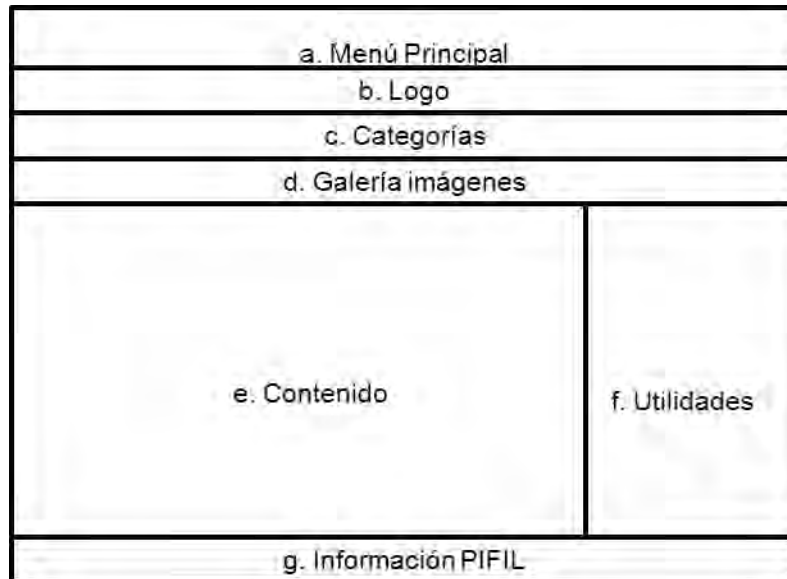 a. Menú Principal
b. Logo
c. Categorías
d. Galería imágenes
e. Contenido
f. Utilidades
g. Información PIFIL